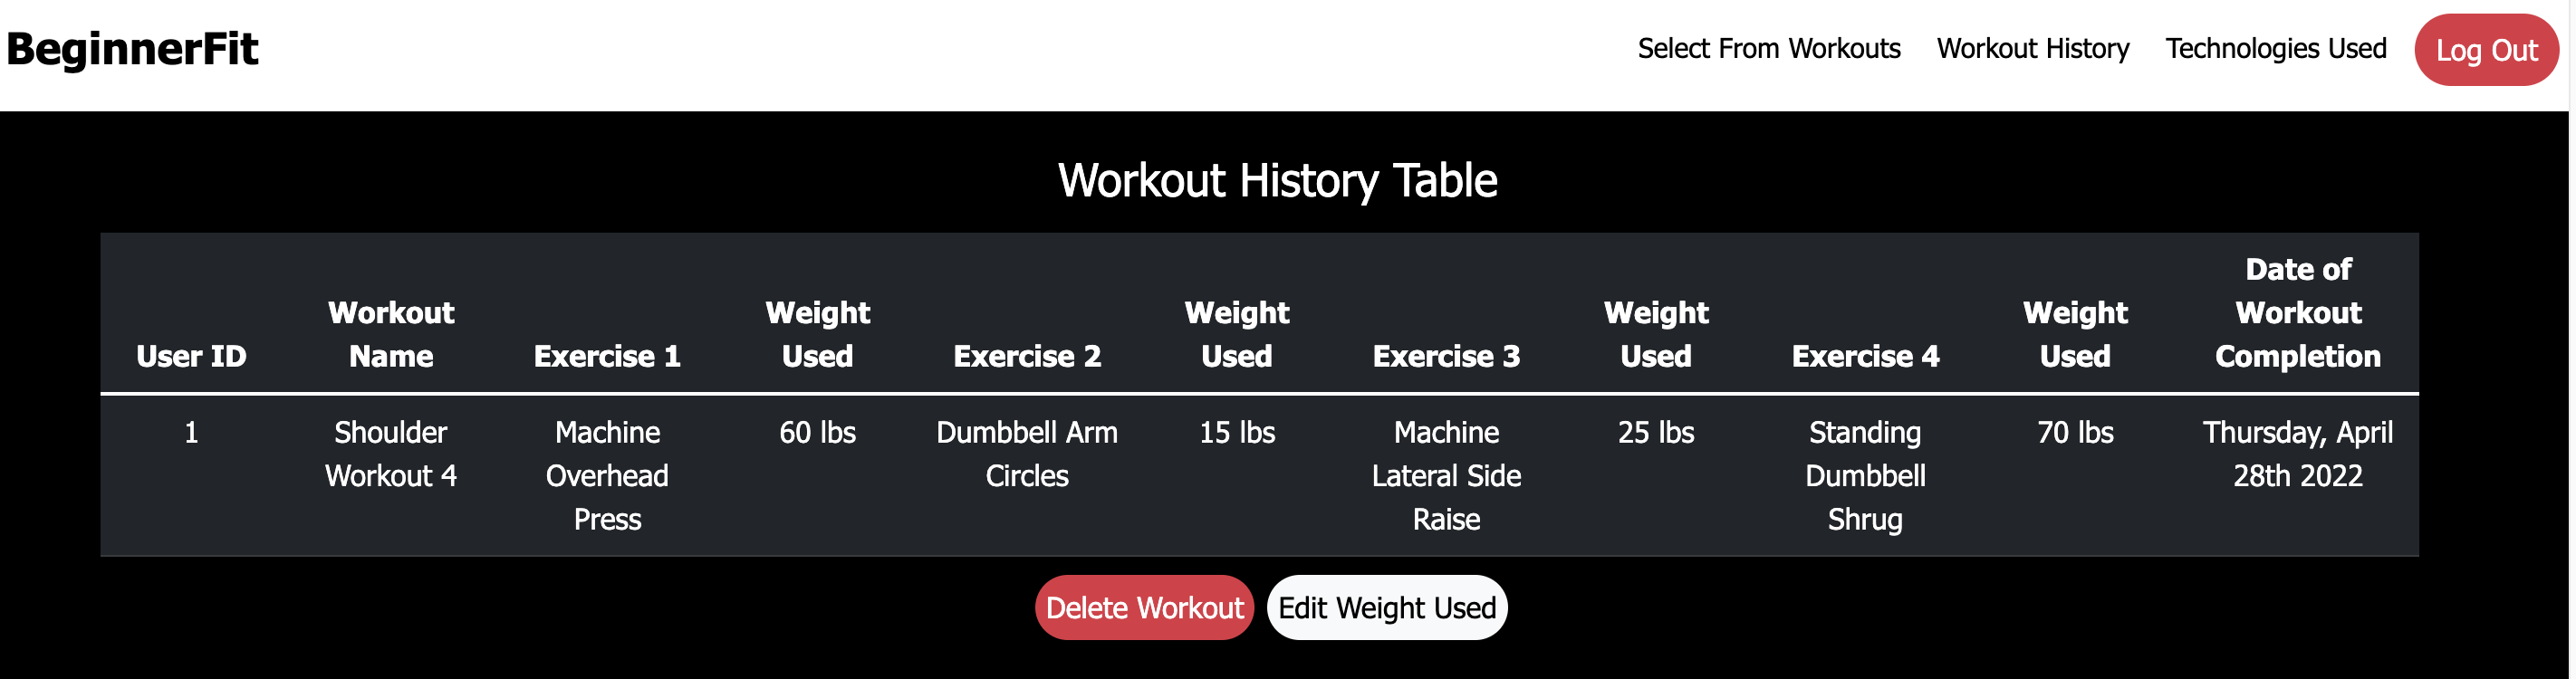 BeginnerFit
Select From Workouts Workout History Technologies Used Log Out
Workout History Table
Date of
Workout Weight Weight Weight Weight Workout
User ID Name Exercise 1 Used Exercise 2 Used Exercise 3 Used Exercise 4 Used Completion
1 Shoulder Machine 60 lbs Dumbbell Arm 15 lbs Machine 25 lbs Standing 70 lbs Thursday, April
Workout 4 Overhead Circles Lateral Side Dumbbell 28th 2022
Press Raise Shrug
Delete Workout Edit Weight Used